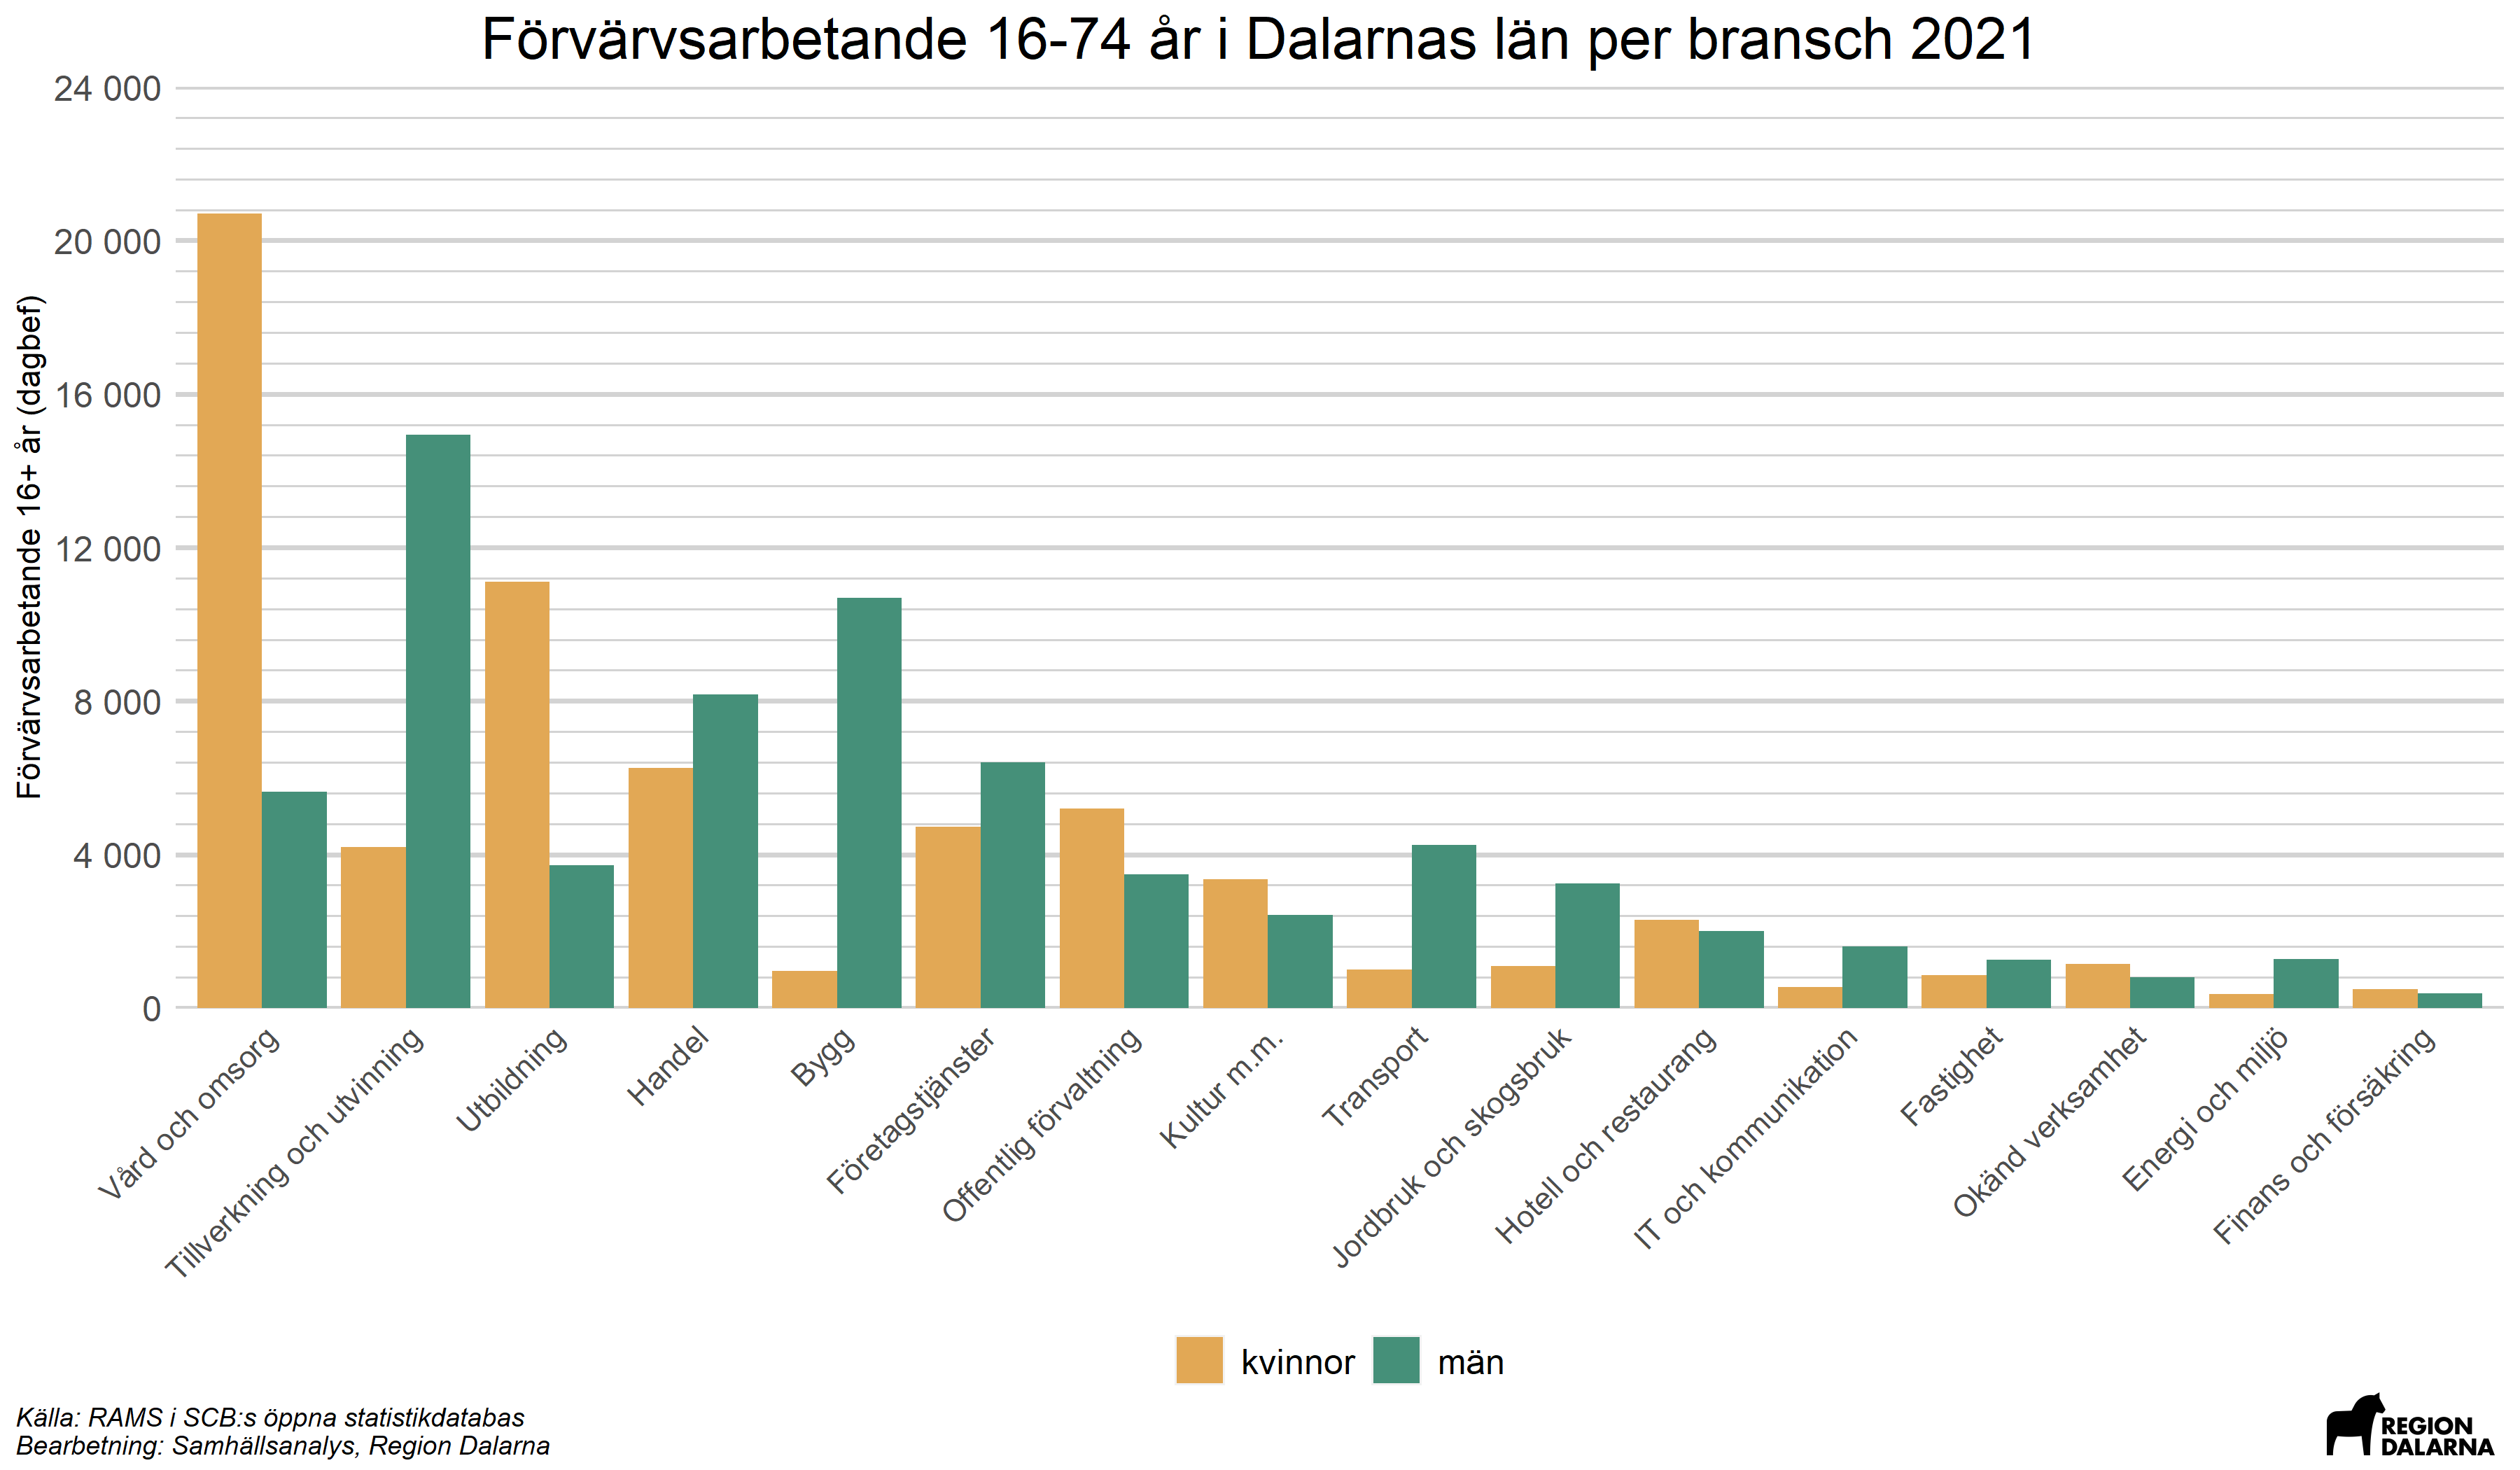 Förvärvsarbetande 16-74 år i Dalarnas län per bransch 2021
Förvärvsarbetande 16+ år (dagbef)
24 000
20 000
16 000
12 000
8 000
4 000
0
Vård och omsorg
Tillverkning och utvinning
Utbildning
Handel
Bygg
Företagstjänster
Offentlig förvaltning
Kultur m.m.
Transport
Jordbruk och skogsbruk
Hotell och restaurang
IT och kommunikation
Fastighet
Okänd verksamhet
Energi och miljö
Finans och försäkring
kvinnor
män
Källa: RAMS i SCB:s öppna statistikdatabas
Bearbetning: Samhällsanalys, Region Dalarna
REGION
DALARNA